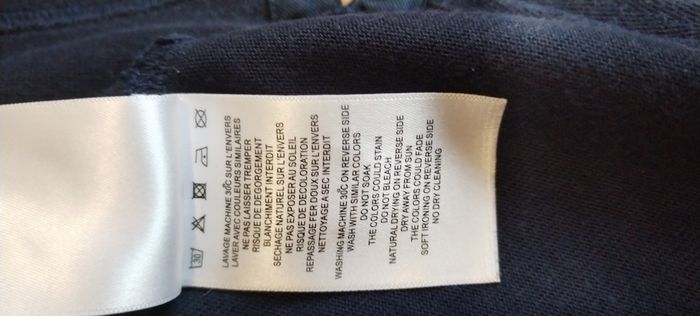 30
LAVAGE MACHINE 30°C SUR L'ENVERS
LAVER AVEC COULEURS SIMILAIRES
NE PAS LAISSER TREMPER
RISQUE DE DEGORGEMENT
BLANCHIMENT INTERDIT
SECHAGE NATUREL SUR L'ENVERS
NE PAS EXPOSER AU SOLEIL
RISQUE DE DECOLORATION
REPASSAGE FER DOUX SUR L'ENVERS
NETTOYAGE A SEC INTERDIT
WASHING MACHINE 30°C ON REVERSE SIDE
WASH WITH SIMILAR COLORS
DO NOT SOAK
THE COLORS COULD STAIN
DO NOT BLEACH
NATURAL DRYING ON REVERSE SIDE
DRY AWAY FROM SUN
THE COLORS COULD FADE
SOFT IRONING ON REVERSE SIDE
NO DRY CLEANING